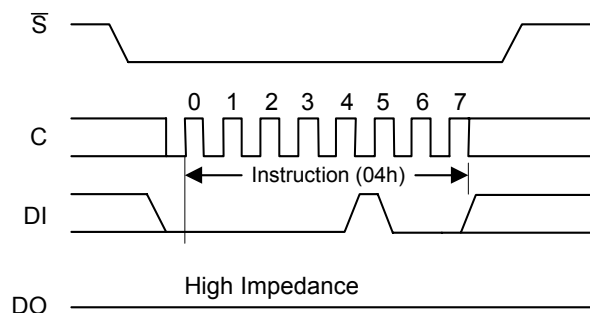 S̅
0 1 2 3 4 5 6 7
C
Instruction (04h)
DI
High Impedance
DO